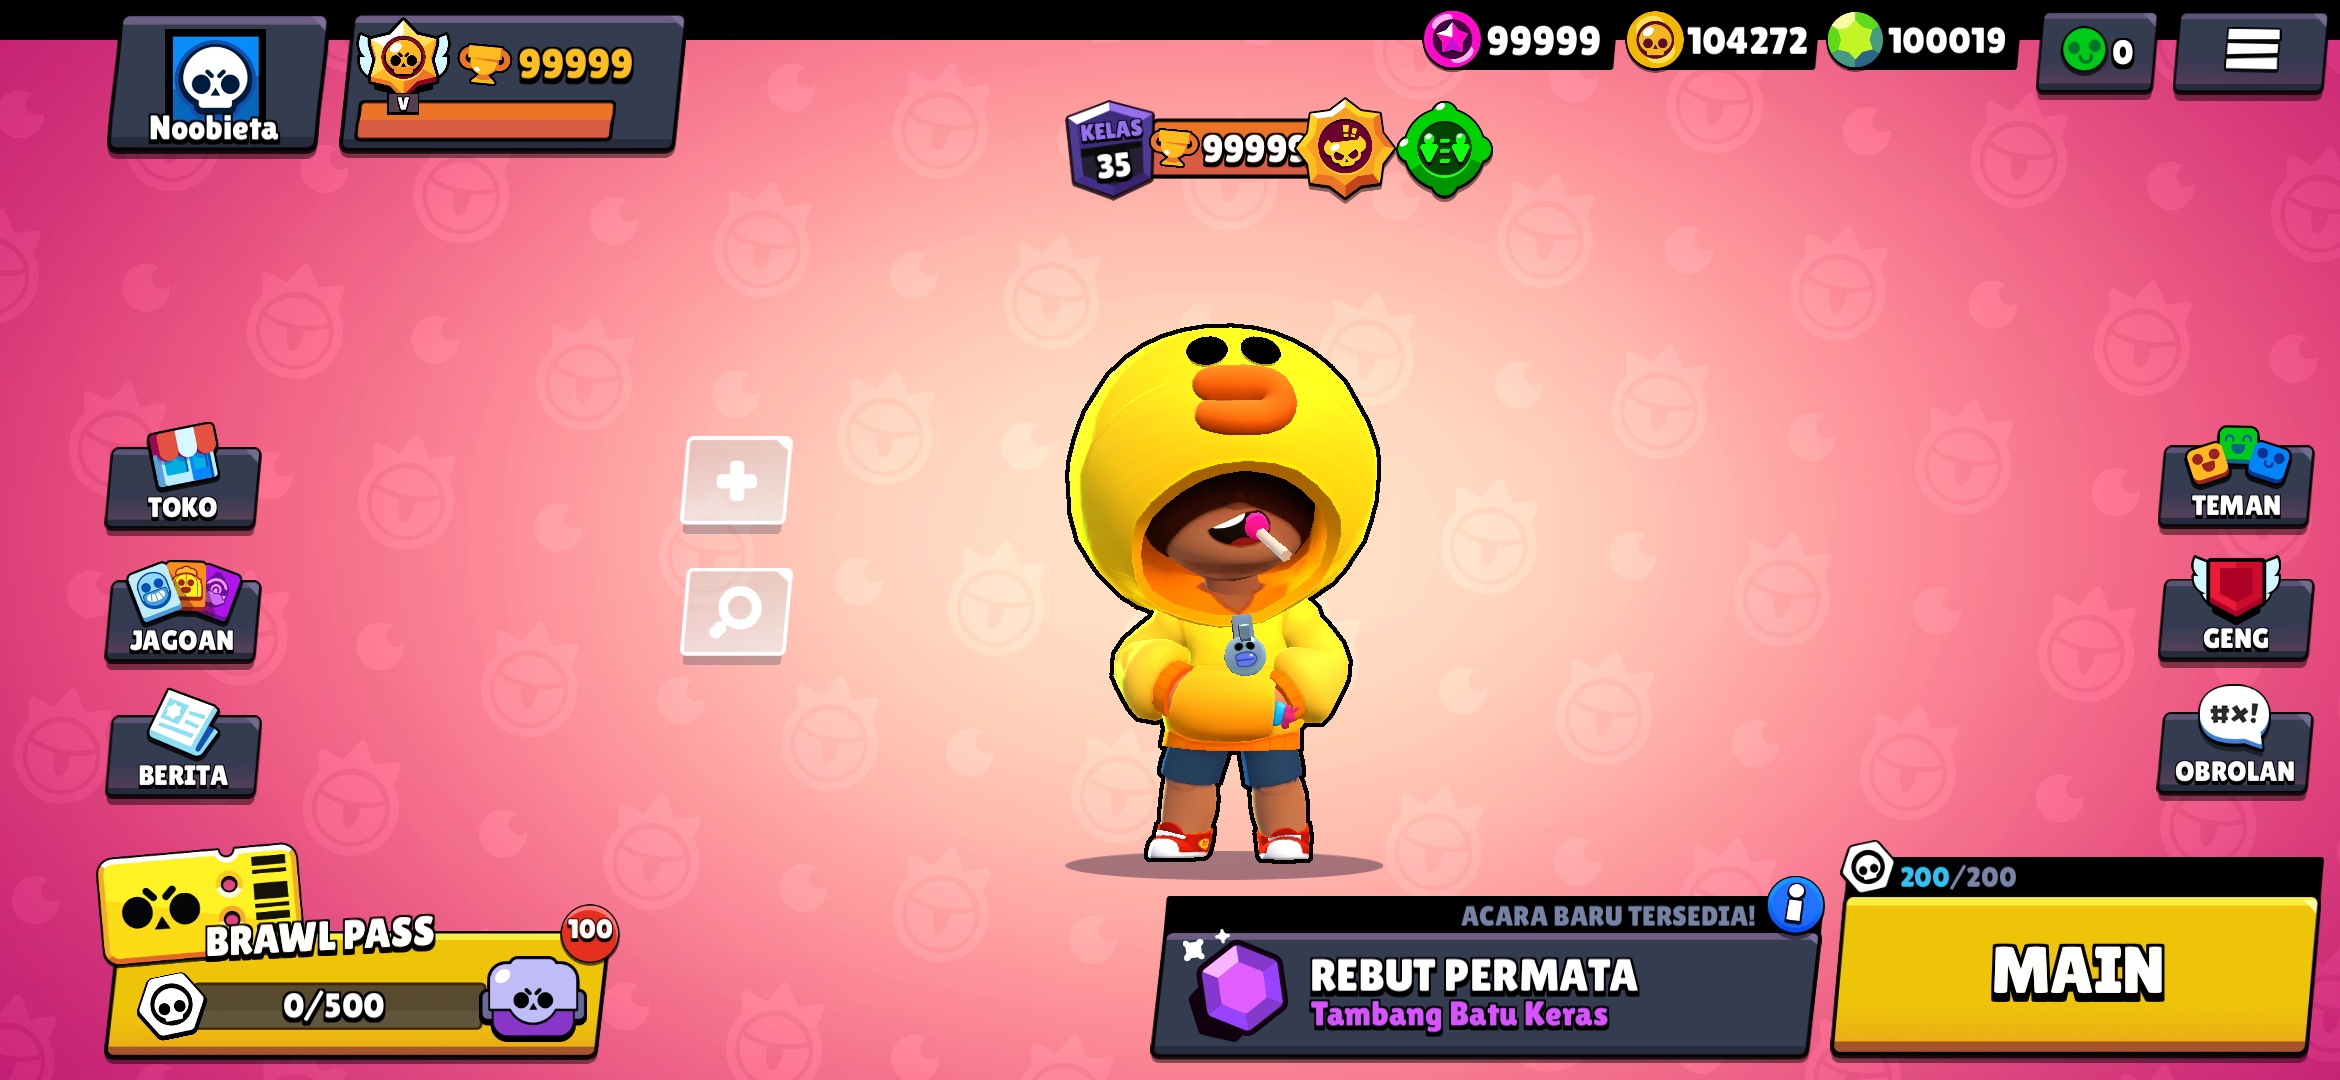 Noobieta
V
99999
99999
104272
100019
0
KELAS
35
99999
TOKO
JAGOAN
BERITA
TEMAN
GENG
#x!
OBROLAN
BRAWL PASS
100
0/500
ACARA BARU TERSEDIA!
REBUT PERMATA
Tambang Batu Keras
200/200
MAIN